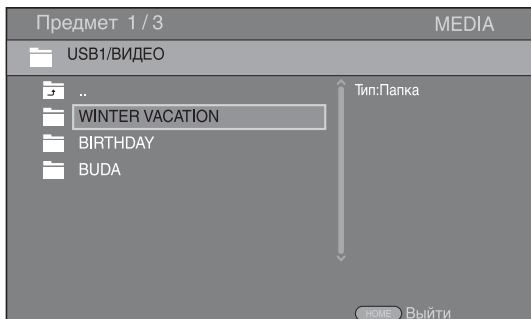 Предмет 1/3 MEDIA
USB1/ВИДЕО
..
Тип:Папка
WINTER VACATION
BIRTHDAY
BUDA
HOME Выйти